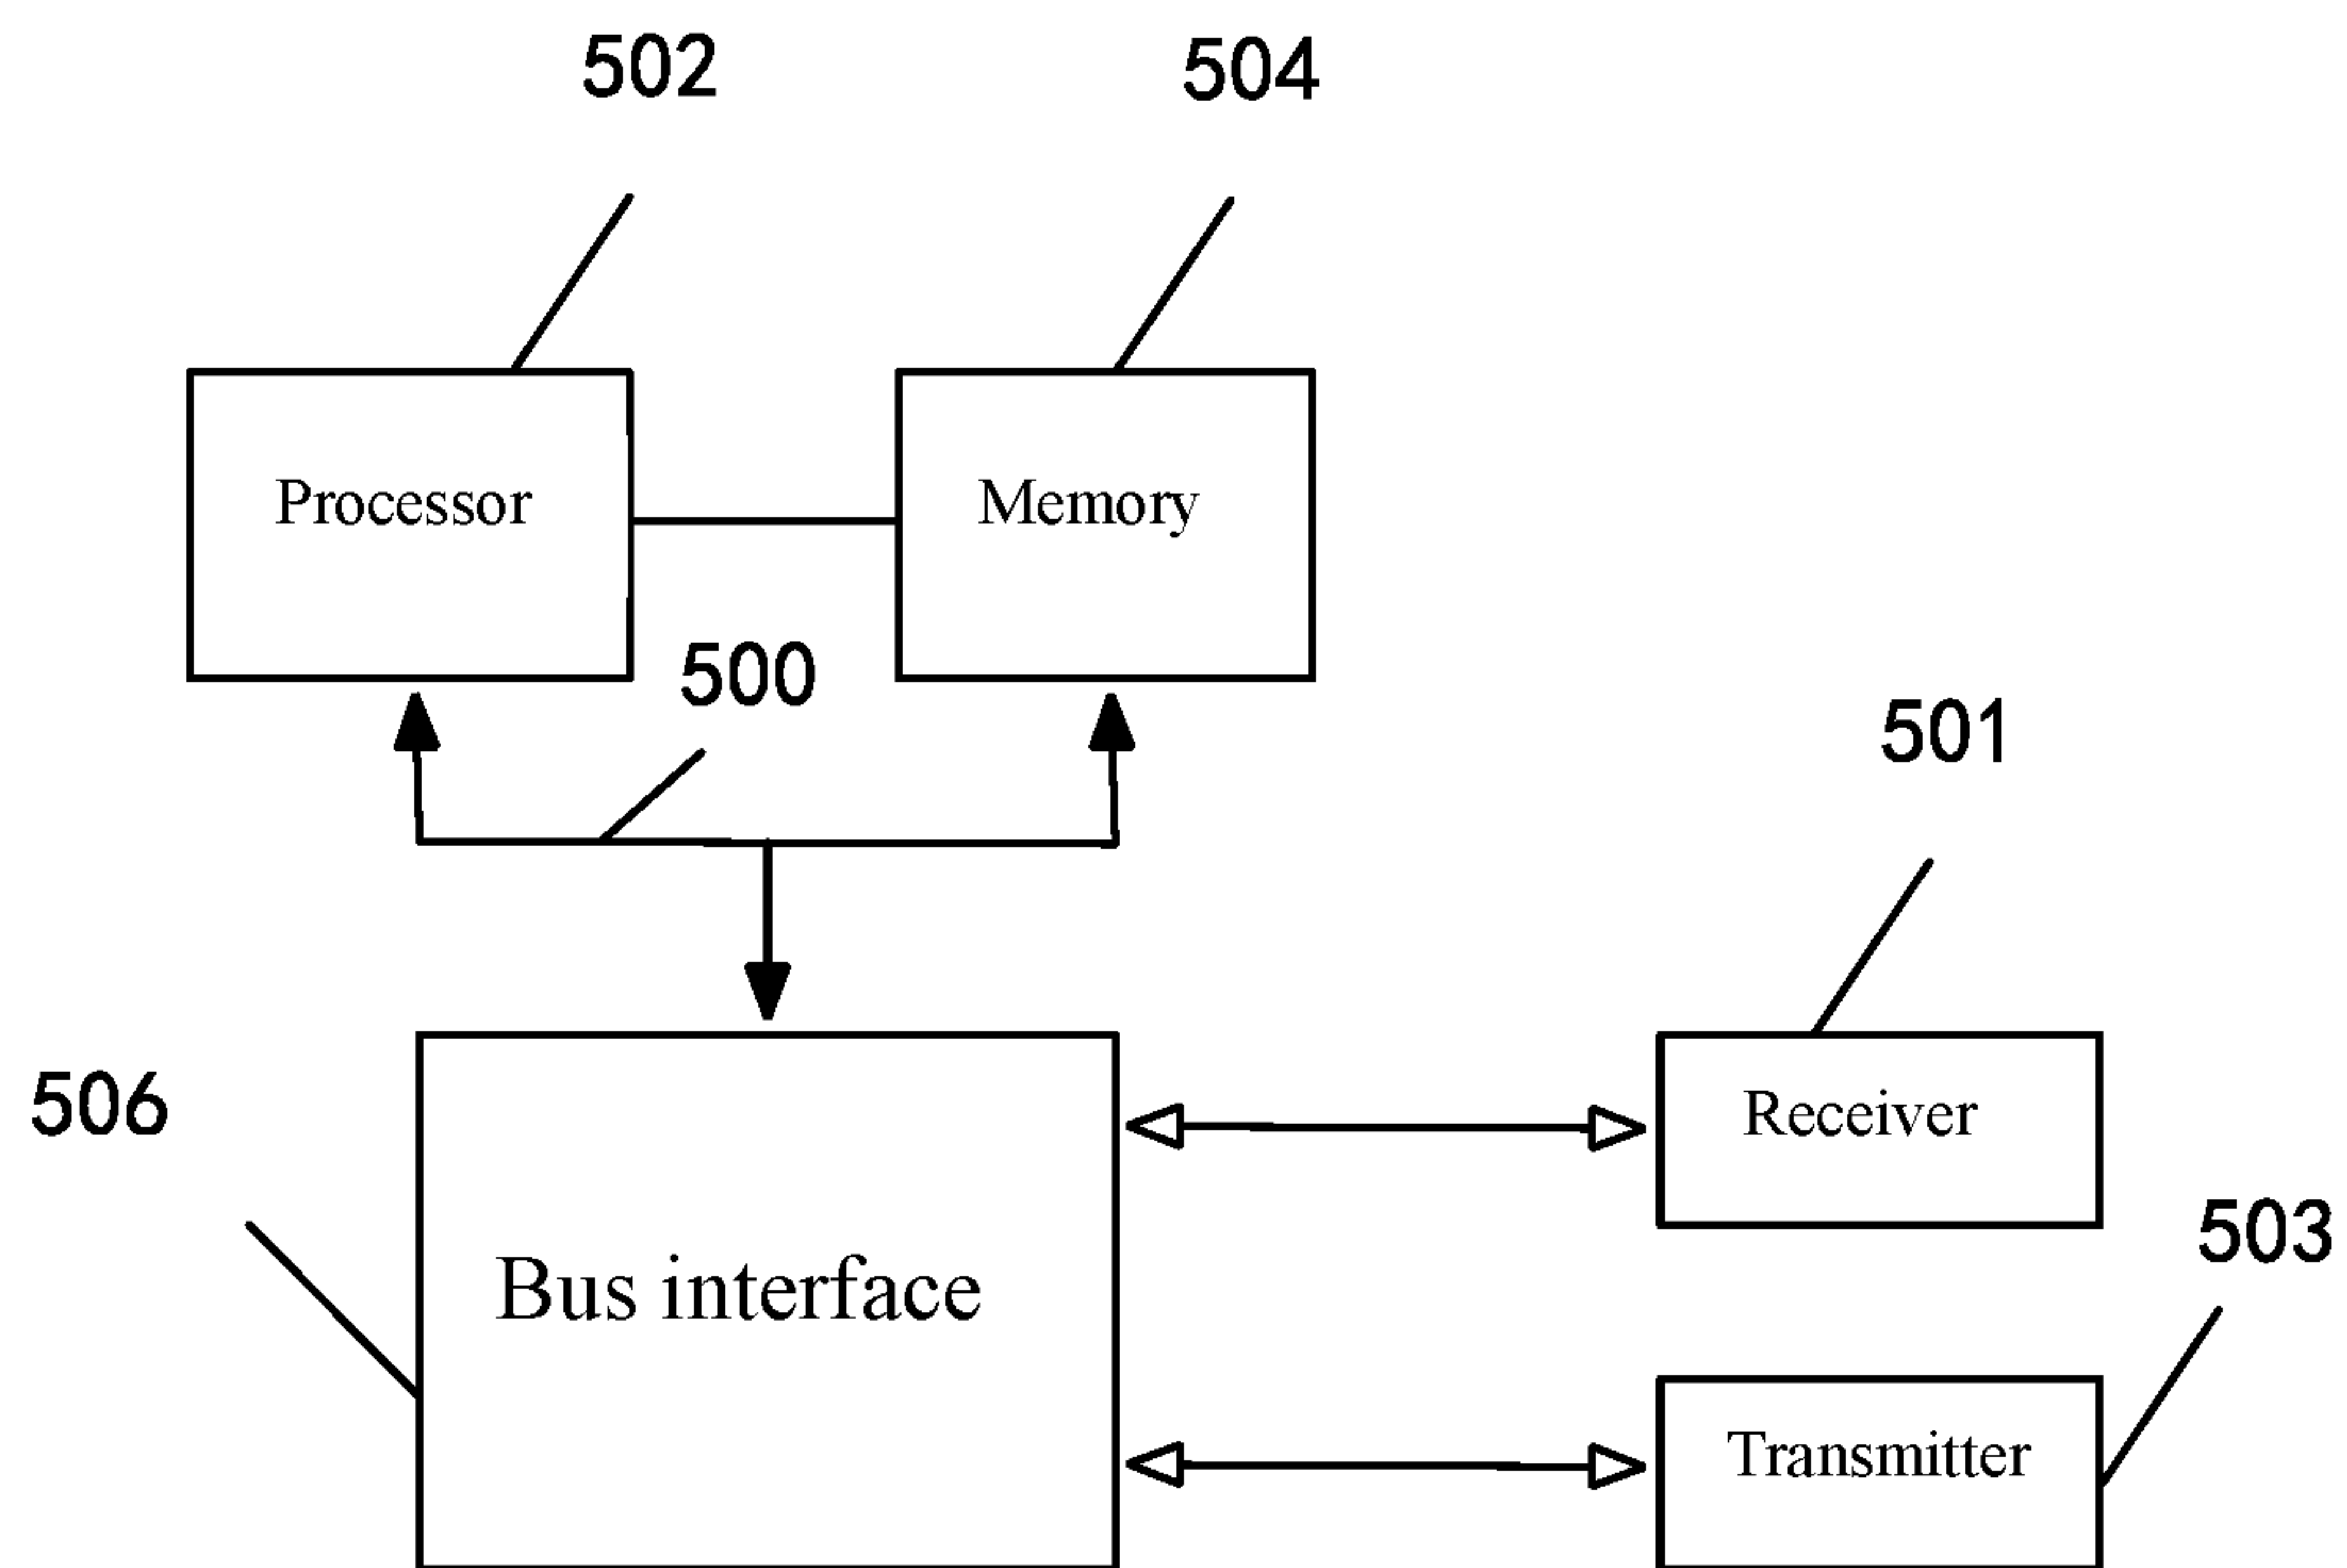 502
504
Processor
Memory
500
501
506
Receiver
503
Bus interface
Transmitter